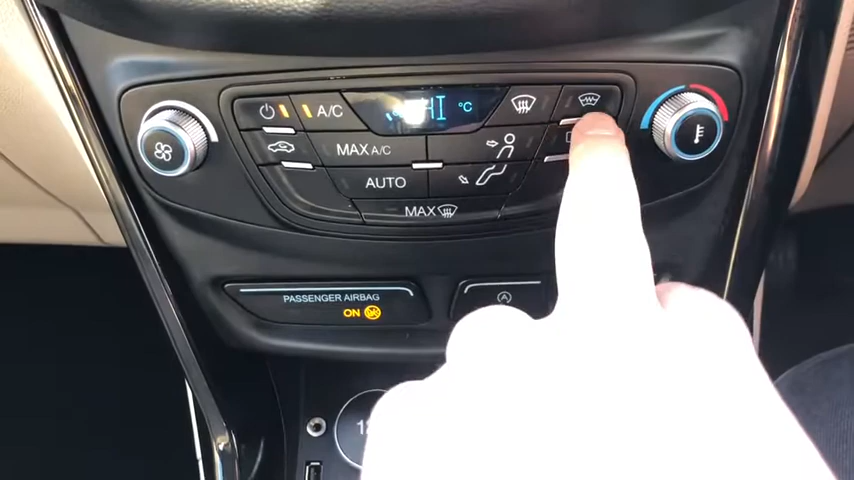 A/C
HI °C
MAX A/C
AUTO
MAX
PASSENGER AIRBAG
ON
A